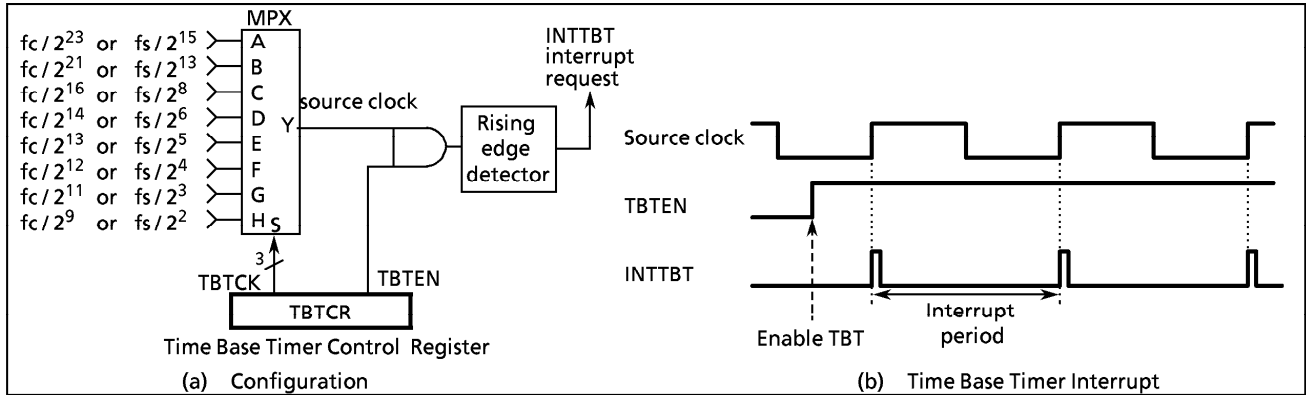 MPX
fc/2^23 or fs/2^15 A
fc/2^21 or fs/2^13 B
fc/2^16 or fs/2^8 C
fc/2^14 or fs/2^6 D
fc/2^13 or fs/2^5 E
fc/2^12 or fs/2^4 F
fc/2^11 or fs/2^3 G
fc/2^9 or fs/2^2 H
Y
S
source clock
Rising
edge
detector
INTTBT
interrupt
request
3
TBTCK
TBTEN
TBTCR
Time Base Timer Control Register
(a) Configuration
Source clock
TBTEN
INTTBT
Interrupt
period
Enable TBT
(b) Time Base Timer Interrupt